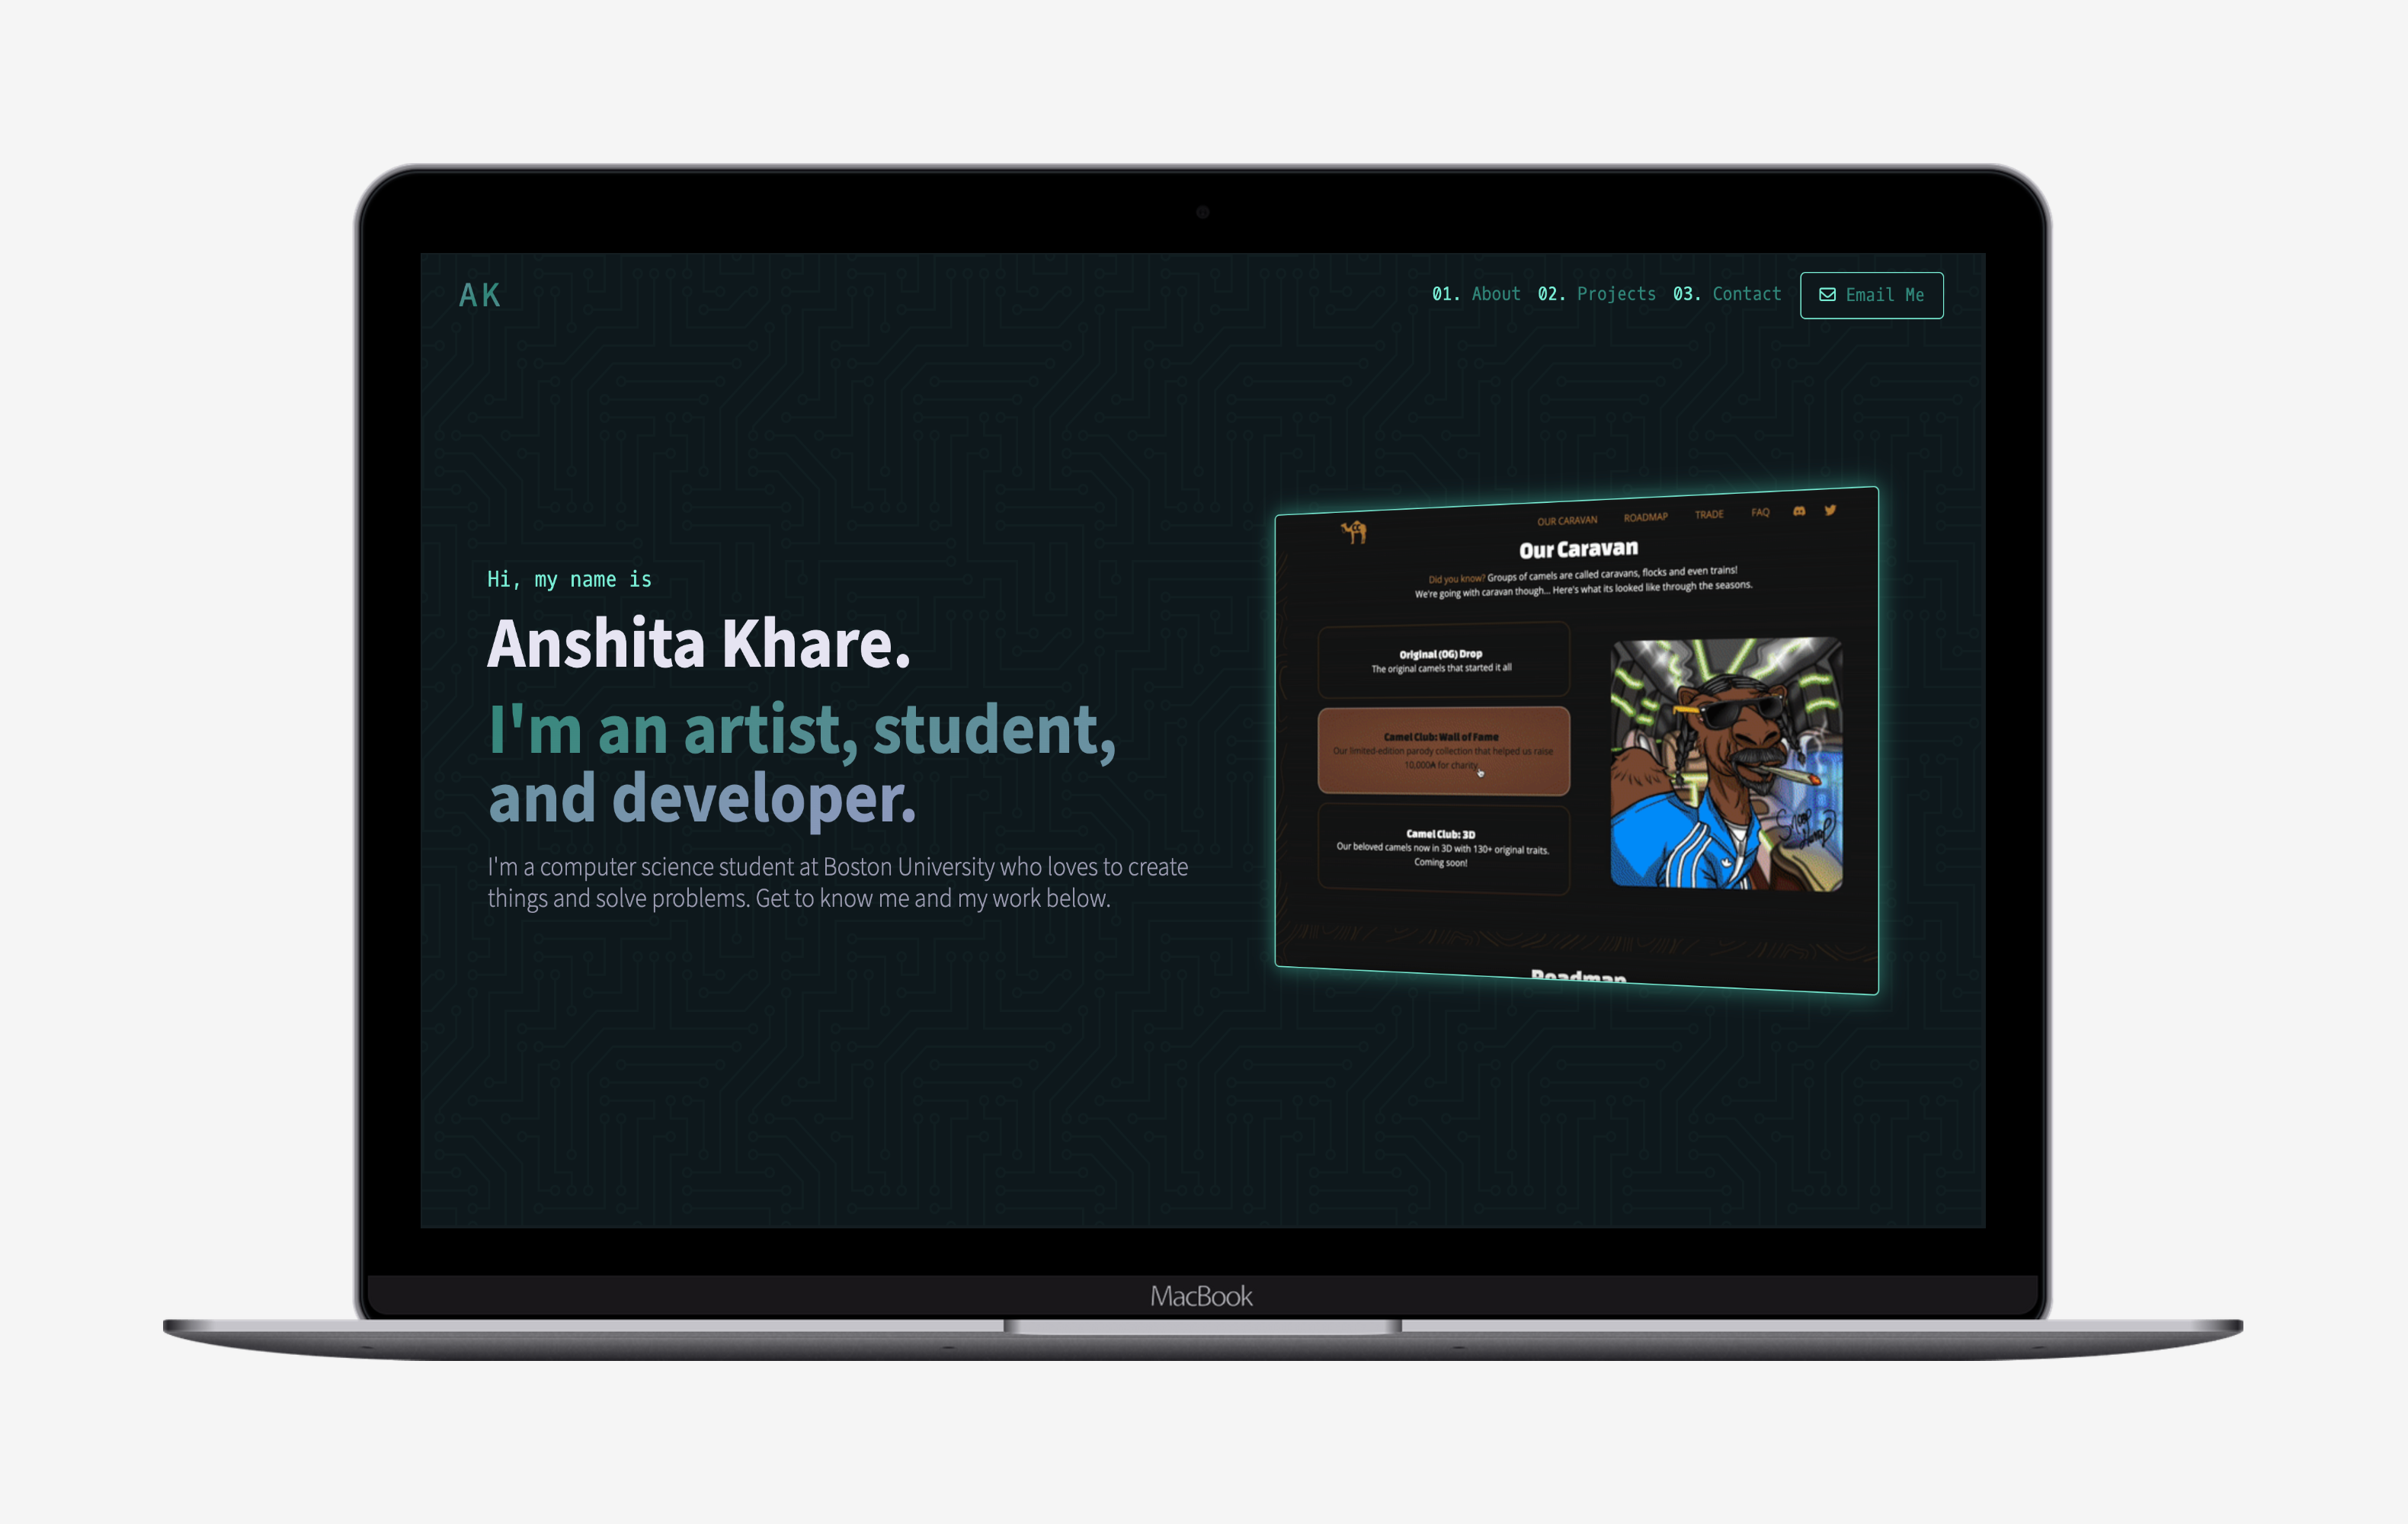 AK
01. About 02. Projects 03. Contact Email Me
Hi, my name is
Anshita Khare.
I'm an artist, student,
and developer.
I'm a computer science student at Boston University who loves to create
things and solve problems. Get to know me and my work below.
OUR CARAVAN ROADMAP TRADE FAQ
Our Caravan
Did you know? Groups of camels are called caravans, flocks and even trains!
We're going with caravan though... Here's what its looked like through the seasons.
Original (OG) Drop
The original camels that started it all
Camel Club: Wall of Fame
Our limited-edition parody collection that helped us raise
10,000₳ for charity.
Camel Club: 3D
Our beloved camels now in 3D with 130+ original traits.
Coming soon!
Roadmap
MacBook